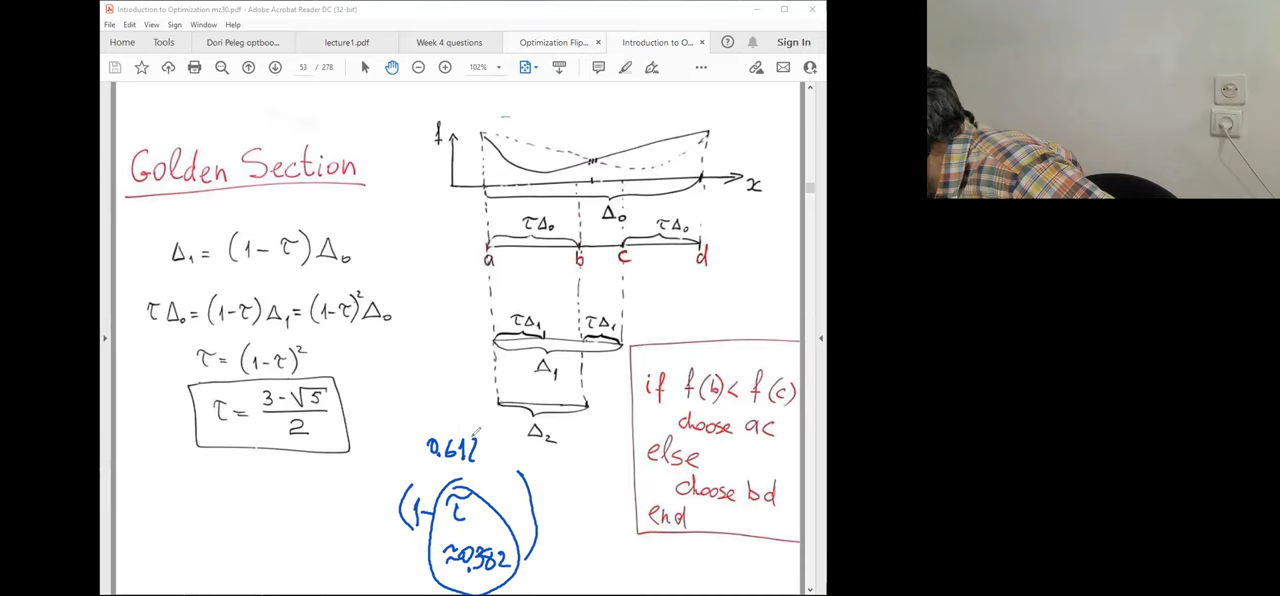 Introduction to Optimization mz30.pdf - Adobe Acrobat Reader DC (32-bit)
File Edit View Sign Window Help
Home Tools Dori Peleg optboo... lecture1.pdf Week 4 questions Optimization Flip... × Introduction to O... × Sign In
53 / 278 102%
Golden Section
f
x
Δ₀
τΔ₀ τΔ₀
a b c d
Δ₁ = (1 - τ) Δ₀
τΔ₀ = (1-τ) Δ₁ = (1-τ)² Δ₀
τ = (1-τ)²
τ = (3 - √5) / 2
τΔ₁ τΔ₁
Δ₁
Δ₂
if f(b) < f(c)
choose ac
else
choose bd
end
(1 - τ
≈0.382
)